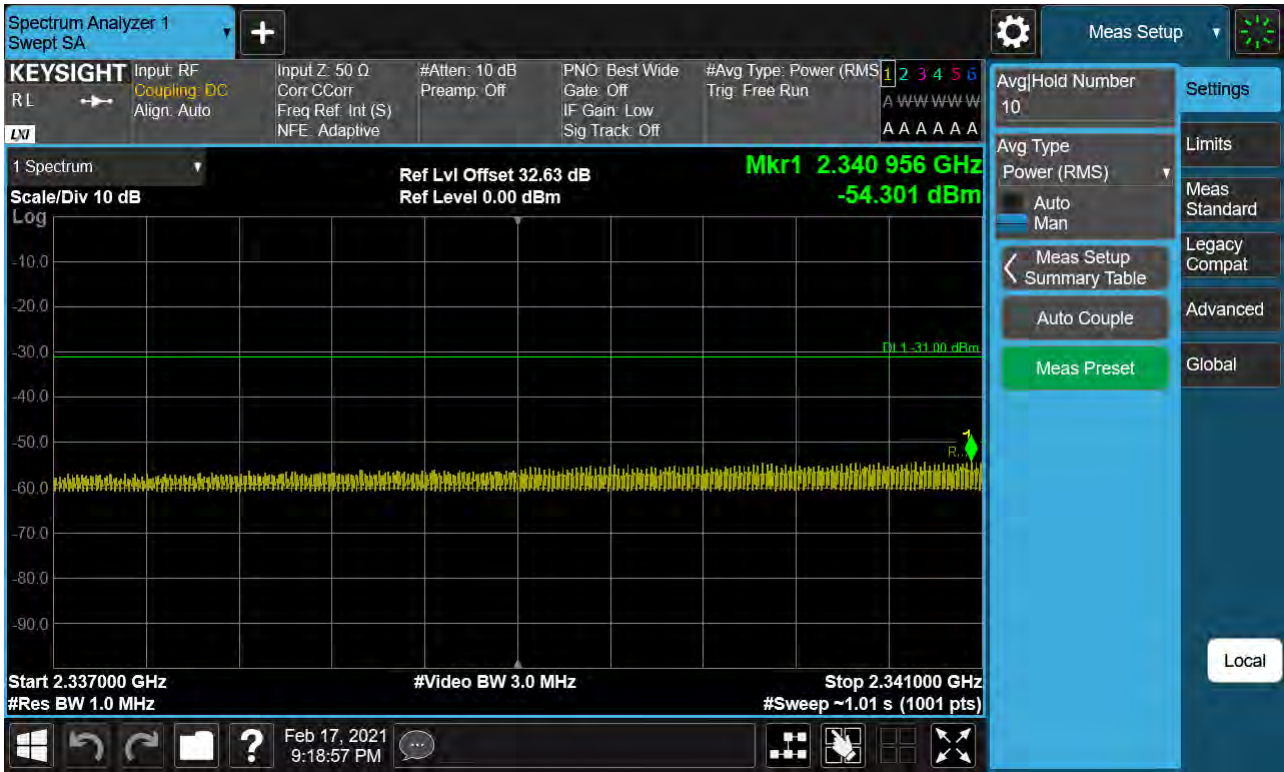 Spectrum Analyzer 1
Swept SA
+
Meas Setup
KEYSIGHT
RL
LXI
Input: RF
Coupling: DC
Align: Auto
Input Z: 50 Ω
Corr CCorr
Freq Ref: Int (S)
NFE: Adaptive
#Atten: 10 dB
Preamp: Off
PNO: Best Wide
Gate: Off
IF Gain: Low
Sig Track: Off
#Avg Type: Power (RMS
Trig: Free Run
1 2 3 4 5 6
A W W W W W
A A A A A A
1 Spectrum
Scale/Div 10 dB
Log
Ref Lvl Offset 32.63 dB
Ref Level 0.00 dBm
Mkr1 2.340 956 GHz
-54.301 dBm
-10.0
-20.0
-30.0
DL1 -31.00 dBm
-40.0
-50.0
1
R...
-60.0
-70.0
-80.0
-90.0
Start 2.337000 GHz
#Res BW 1.0 MHz
#Video BW 3.0 MHz
Stop 2.341000 GHz
#Sweep ~1.01 s (1001 pts)
Avg|Hold Number
10
Avg Type
Power (RMS)
Auto
Man
Meas Setup
Summary Table
Auto Couple
Meas Preset
Settings
Limits
Meas
Standard
Legacy
Compat
Advanced
Global
Local
?
Feb 17, 2021
9:18:57 PM